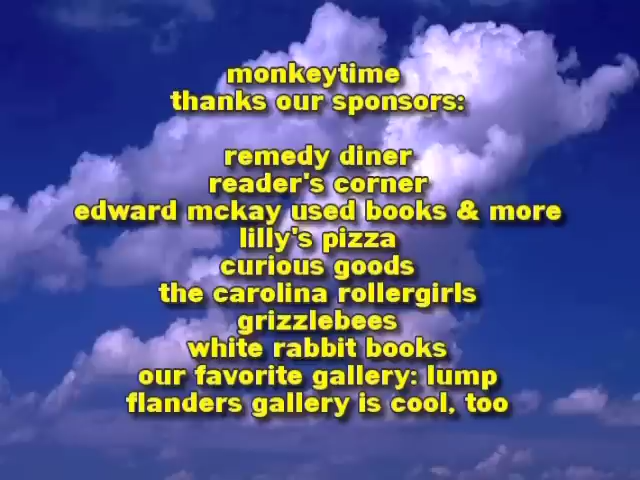 monkeytime
thanks our sponsors:
remedy diner
reader's corner
edward mckay used books & more
lilly's pizza
curious goods
the carolina rollergirls
grizzlebees
white rabbit books
our favorite gallery: lump
flanders gallery is cool, too